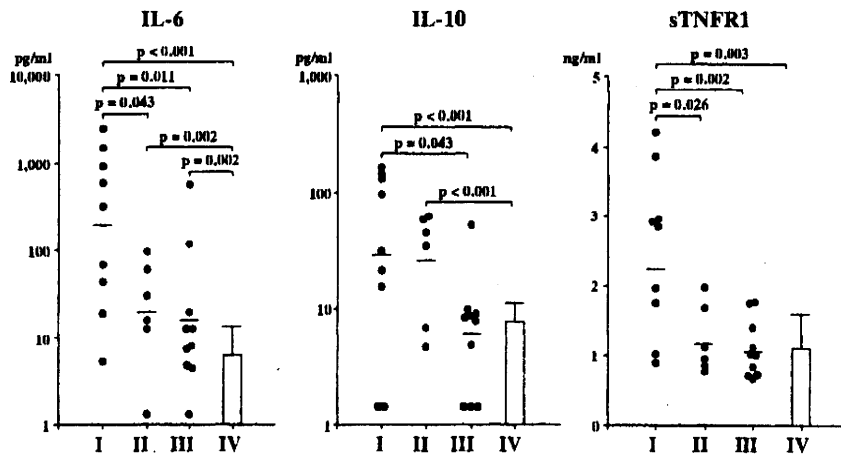 IL-6
pg/ml
p < 0.001
10,000
p = 0.011
p = 0.043
p = 0.002
1,000
p = 0.002
100
10
1
I II III IV
IL-10
pg/ml
1,000
p < 0.001
p = 0.043
100
p < 0.001
10
1
I II III IV
sTNFR1
ng/ml
p = 0.003
5
p = 0.002
p = 0.026
4
3
2
1
0
I II III IV